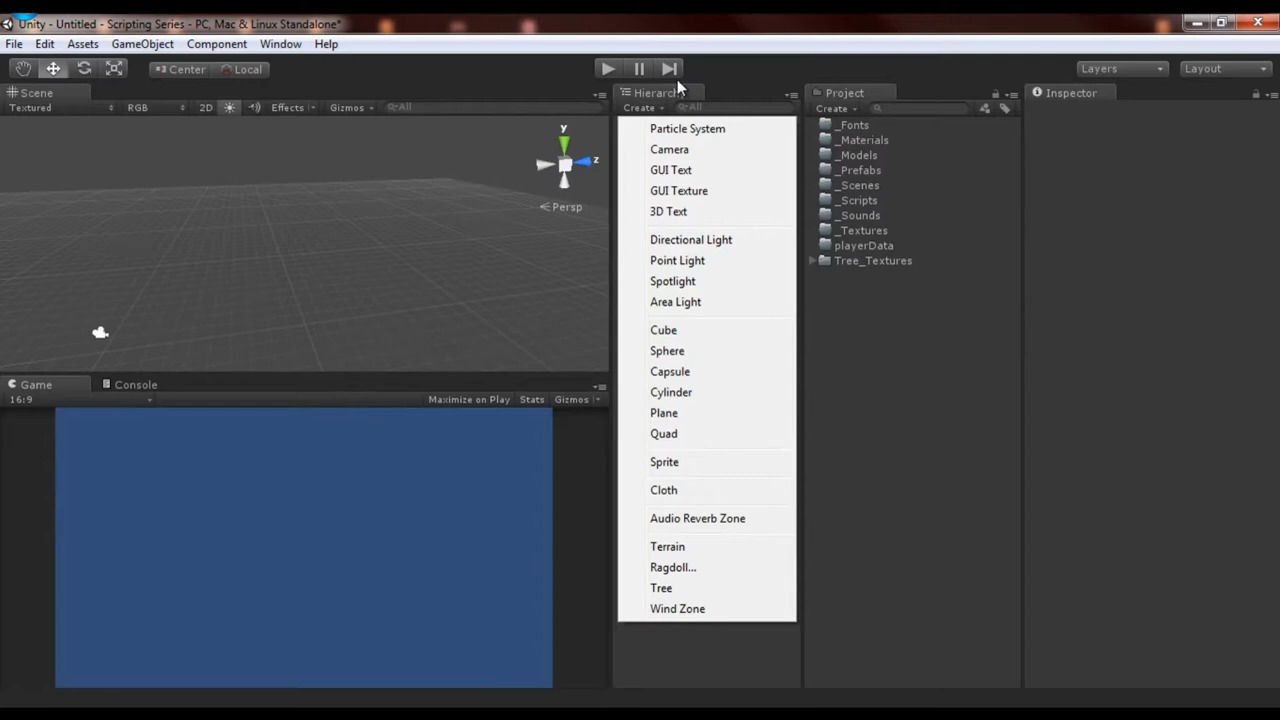 Unity - Untitled - Scripting Series - PC, Mac & Linux Standalone*
File Edit Assets GameObject Component Window Help
Center Local Layers Layout
Scene Hierarchy Project Inspector
Textured RGB 2D Effects Gizmos All Create All Create
Particle System
Camera
GUI Text
GUI Texture
3D Text
Directional Light
Point Light
Spotlight
Area Light
Cube
Sphere
Capsule
Cylinder
Plane
Quad
Sprite
Cloth
Audio Reverb Zone
Terrain
Ragdoll...
Tree
Wind Zone
_Fonts
_Materials
_Models
_Prefabs
_Scenes
_Scripts
_Sounds
_Textures
playerData
Tree_Textures
y
z
Persp
Game Console
16:9 Maximize on Play Stats Gizmos